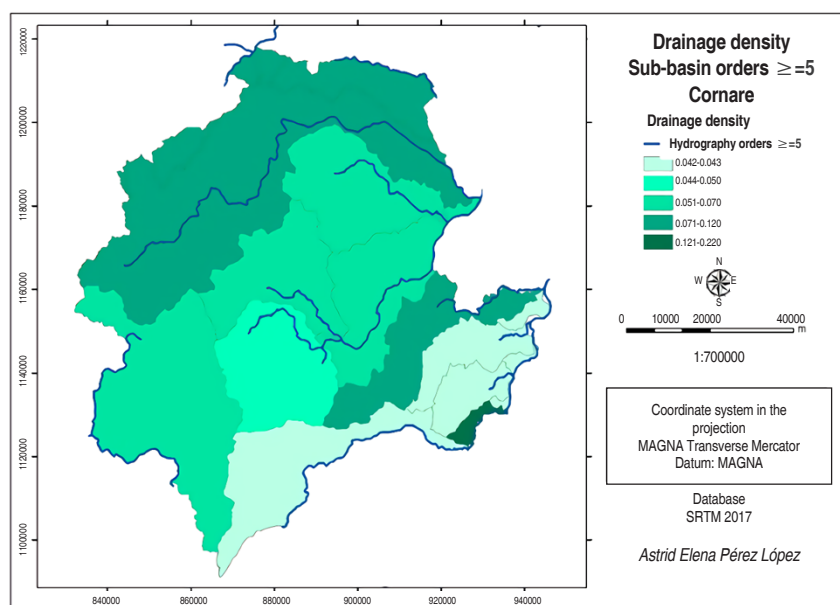 Drainage density
Sub-basin orders ≥=5
Cornare
Drainage density
Hydrography orders ≥=5
0.042-0.043
0.044-0.050
0.051-0.070
0.071-0.120
0.121-0.220
N
W E
S
0 10000 20000 40000
m
1:700000
Coordinate system in the
projection
MAGNA Transverse Mercator
Datum: MAGNA
Database
SRTM 2017
Astrid Elena Pérez López
1220000
1200000
1180000
1160000
1140000
1120000
1100000
840000 860000 880000 900000 920000 940000